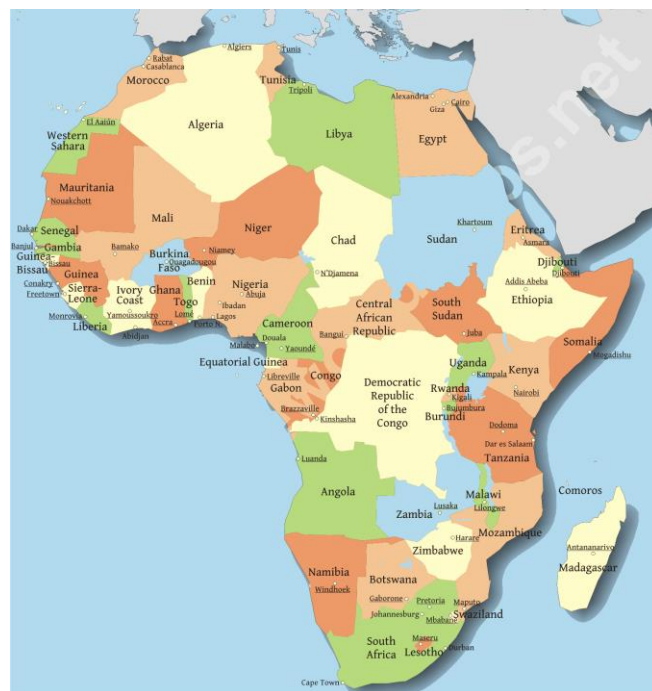 Algiers
Tunis
Rabat
Casablanca
Morocco
Tunisia
Tripoli
Alexandria
Cairo
Giza
El Aaiún
Western
Sahara
Algeria
Libya
Egypt
Mauritania
Nouakchott
Mali
Niger
Chad
Sudan
Khartoum
Eritrea
Asmara
Dakar
Senegal
Banjul
Gambia
Guinea-
Bissau
Bissau
Bamako
Burkina
Faso
Ouagadougou
Niamey
N'Djamena
Djibouti
Djibouti
Addis Abeba
Ethiopia
Guinea
Conakry
Freetown
Sierra-
Leone
Ivory
Coast
Yamoussoukro
Ghana
Togo
Benin
Nigeria
Abuja
Ibadan
Lagos
Lomé
Porto N.
Accra
Abidjan
Monrovia
Liberia
Cameroon
Douala
Yaoundé
Malabo
Central
African
Republic
Bangui
South
Sudan
Juba
Somalia
Mogadishu
Equatorial Guinea
Libreville
Gabon
Congo
Brazzaville
Kinshasha
Democratic
Republic
of the
Congo
Uganda
Kampala
Kenya
Nairobi
Rwanda
Kigali
Bujumbura
Burundi
Dodoma
Dar es Salaam
Tanzania
Luanda
Angola
Zambia
Lusaka
Malawi
Lilongwe
Comoros
Mozambique
Harare
Zimbabwe
Antananarivo
Madagascar
Namibia
Windhoek
Botswana
Gaborone
Pretoria
Johannesburg
Maputo
Mbabane
Swaziland
South
Africa
Maseru
Lesotho
Durban
Cape Town